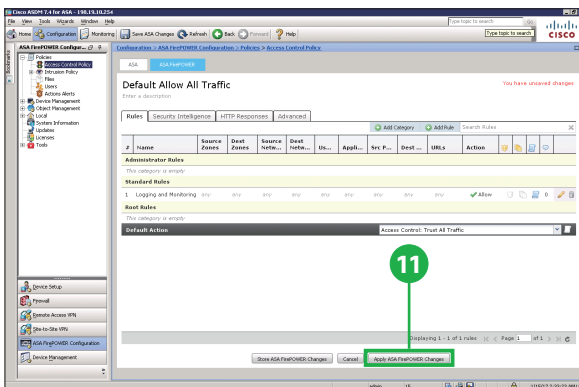 Cisco ASDM 7.4 for ASA - 198.19.10.254
File View Tools Wizards Window Help
Type topic to search
Go
Home Configuration Monitoring Save ASA Changes Refresh Back Forward Help
Type topic to search
CISCO
Bookmarks
ASA FirePOWER Configur...
Policies
Access Control Policy
Intrusion Policy
Files
Users
Actions Alerts
Device Management
Object Management
Local
System Information
Updates
Licenses
Tools
Device Setup
Firewall
Remote Access VPN
Site-to-Site VPN
ASA FirePOWER Configuration
Device Management
Configuration > ASA FirePOWER Configuration > Policies > Access Control Policy
ASA ASA FirePOWER
Default Allow All Traffic
You have unsaved changes
Enter a description
Rules Security Intelligence HTTP Responses Advanced
Add Category Add Rule Search Rules
# Name Source Zones Dest Zones Source Netw... Dest Netw... Us... Appli... Src P... Dest ... URLs Action
Administrator Rules
This category is empty
Standard Rules
1 Logging and Monitoring any any any any any any any any any Allow 0
Root Rules
This category is empty
Default Action Access Control: Trust All Traffic
11
Displaying 1 - 1 of 1 rules Page 1 of 1
Store ASA FirePOWER Changes Cancel Apply ASA FirePOWER Changes
admin 15